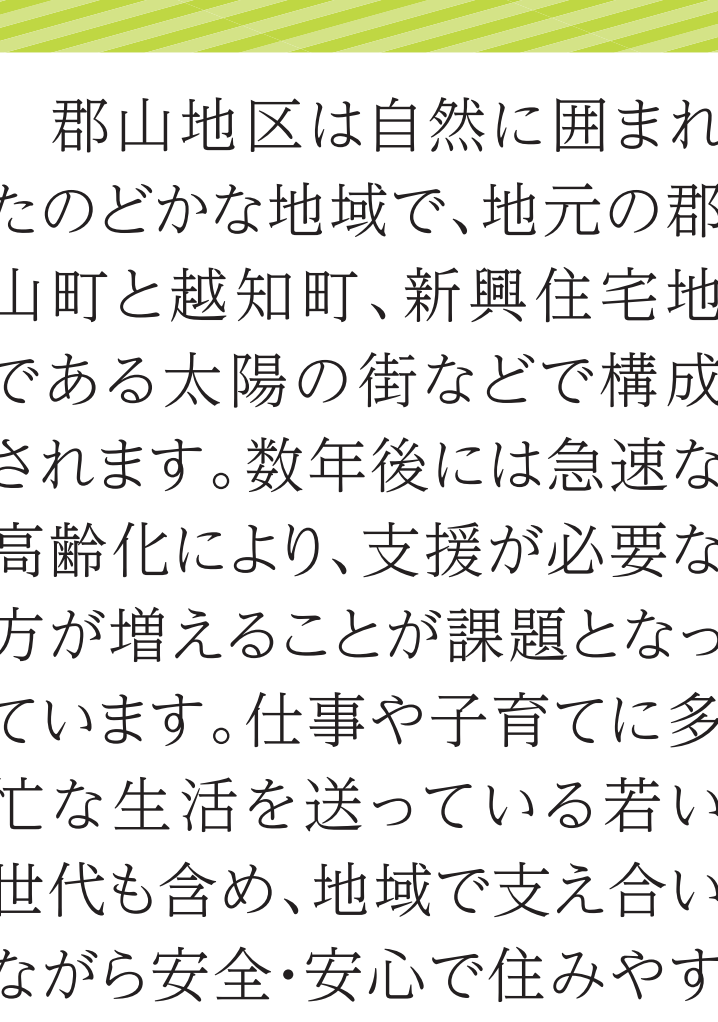 郡山地区は自然に囲まれ
たのどかな地域で、地元の郡
山町と越知町、新興住宅地
である太陽の街などで構成
されます。数年後には急速な
高齢化により、支援が必要な
方が増えることが課題となっ
ています。仕事や子育てに多
忙な生活を送っている若い
世代も含め、地域で支え合い
ながら安全・安心で住みやす